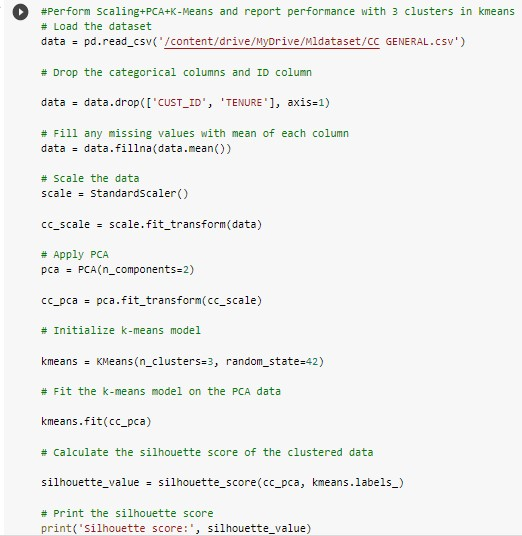 #Perform Scaling+PCA+K-Means and report performance with 3 clusters in kmeans
# Load the dataset
data = pd.read_csv('/content/drive/MyDrive/Mldataset/CC GENERAL.csv')
# Drop the categorical columns and ID column
data = data.drop(['CUST_ID', 'TENURE'], axis=1)
# Fill any missing values with mean of each column
data = data.fillna(data.mean())
# Scale the data
scale = StandardScaler()
cc_scale = scale.fit_transform(data)
# Apply PCA
pca = PCA(n_components=2)
cc_pca = pca.fit_transform(cc_scale)
# Initialize k-means model
kmeans = KMeans(n_clusters=3, random_state=42)
# Fit the k-means model on the PCA data
kmeans.fit(cc_pca)
# Calculate the silhouette score of the clustered data
silhouette_value = silhouette_score(cc_pca, kmeans.labels_)
# Print the silhouette score
print('Silhouette score:', silhouette_value)